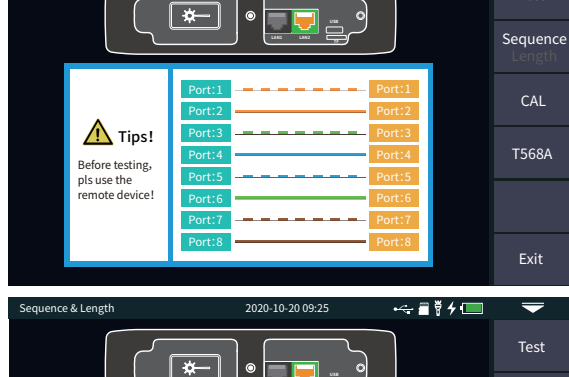 USB
LAN1 LAN2
Sequence
Length
CAL
T568A
Exit
Tips!
Before testing,
pls use the
remote device!
Port:1 Port:1
Port:2 Port:2
Port:3 Port:3
Port:4 Port:4
Port:5 Port:5
Port:6 Port:6
Port:7 Port:7
Port:8 Port:8
Sequence & Length 2020-10-20 09:25
Test